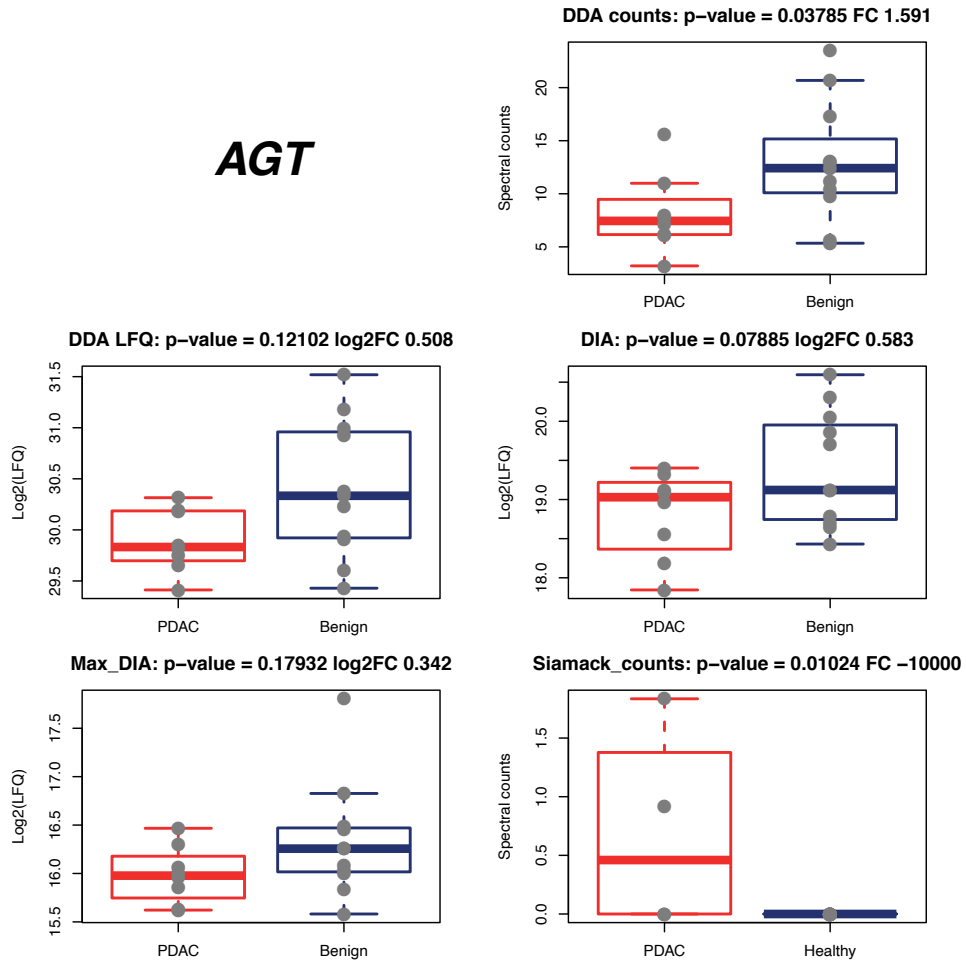 AGT
DDA counts: p−value = 0.03785 FC 1.591
Spectral counts
20
15
10
5
PDAC
Benign
DDA LFQ: p−value = 0.12102 log2FC 0.508
Log2(LFQ)
31.5
31.0
30.5
30.0
29.5
PDAC
Benign
DIA: p−value = 0.07885 log2FC 0.583
Log2(LFQ)
20.0
19.0
18.0
PDAC
Benign
Max_DIA: p−value = 0.17932 log2FC 0.342
Log2(LFQ)
17.5
17.0
16.5
16.0
15.5
PDAC
Benign
Siamack_counts: p−value = 0.01024 FC −10000
Spectral counts
1.5
1.0
0.5
0.0
PDAC
Healthy